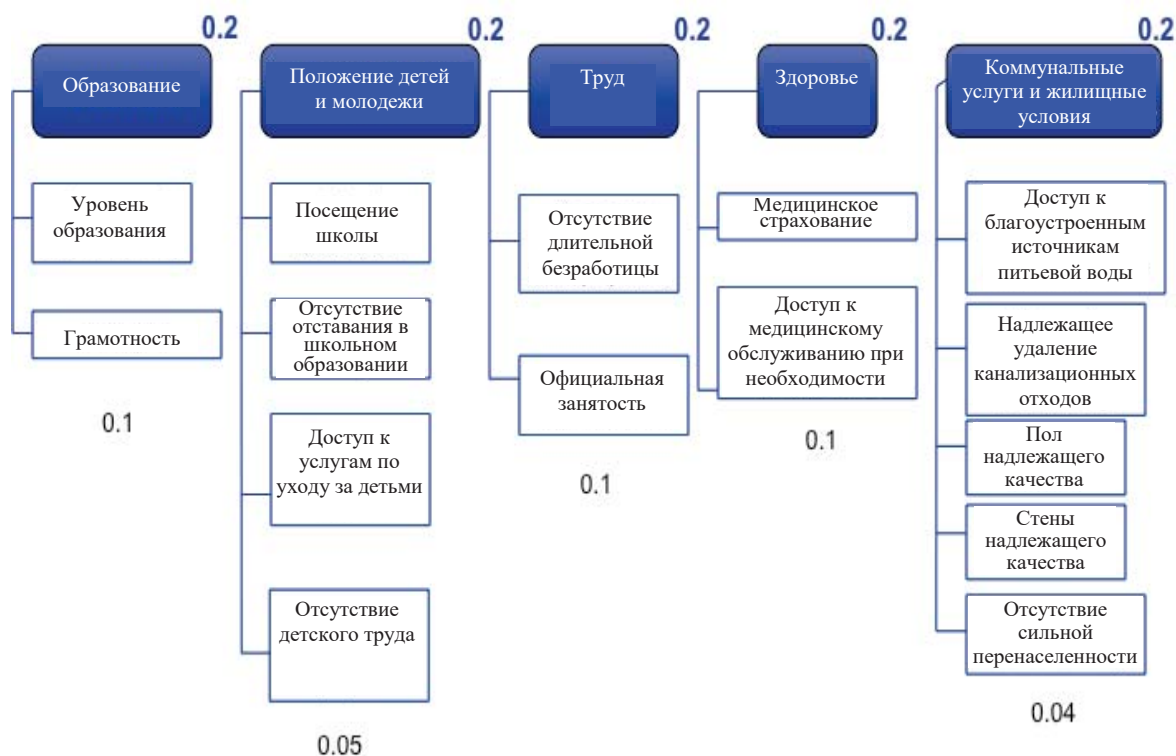 0.2
Образование
Уровень
образования
Грамотность
0.1
0.2
Положение детей
и молодежи
Посещение
школы
Отсутствие
отставания в
школьном
образовании
Доступ к
услугам по
уходу за детьми
Отсутствие
детского труда
0.05
0.2
Труд
Отсутствие
длительной
безработицы
Официальная
занятость
0.1
0.2
Здоровье
Медицинское
страхование
Доступ к
медицинскому
обслуживанию при
необходимости
0.1
0.2
Коммунальные
услуги и жилищные
условия
Доступ к
благоустроенным
источникам
питьевой воды
Надлежащее
удаление
канализационных
отходов
Пол
надлежащего
качества
Стены
надлежащего
качества
Отсутствие
сильной
перенаселенности
0.04